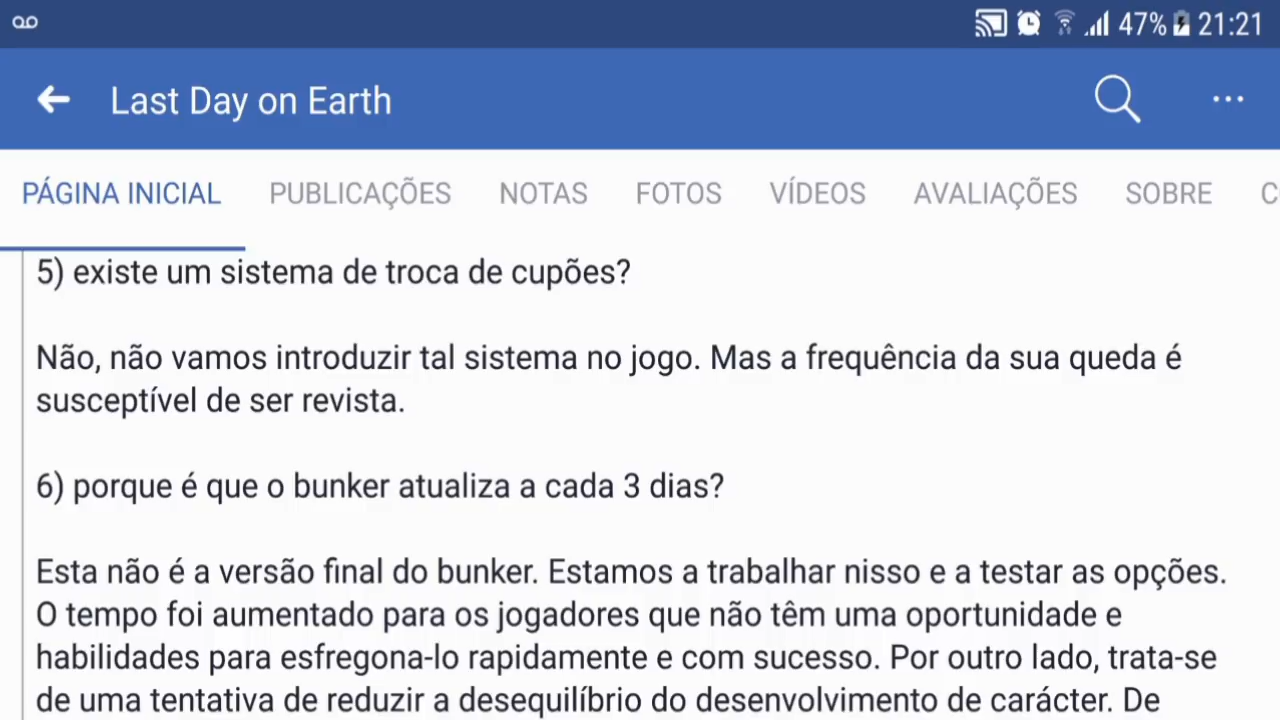 47% 21:21
Last Day on Earth
PÁGINA INICIAL PUBLICAÇÕES NOTAS FOTOS VÍDEOS AVALIAÇÕES SOBRE
5) existe um sistema de troca de cupões?
Não, não vamos introduzir tal sistema no jogo. Mas a frequência da sua queda é
susceptível de ser revista.
6) porque é que o bunker atualiza a cada 3 dias?
Esta não é a versão final do bunker. Estamos a trabalhar nisso e a testar as opções.
O tempo foi aumentado para os jogadores que não têm uma oportunidade e
habilidades para esfregona-lo rapidamente e com sucesso. Por outro lado, trata-se
de uma tentativa de reduzir a desequilíbrio do desenvolvimento de carácter. De